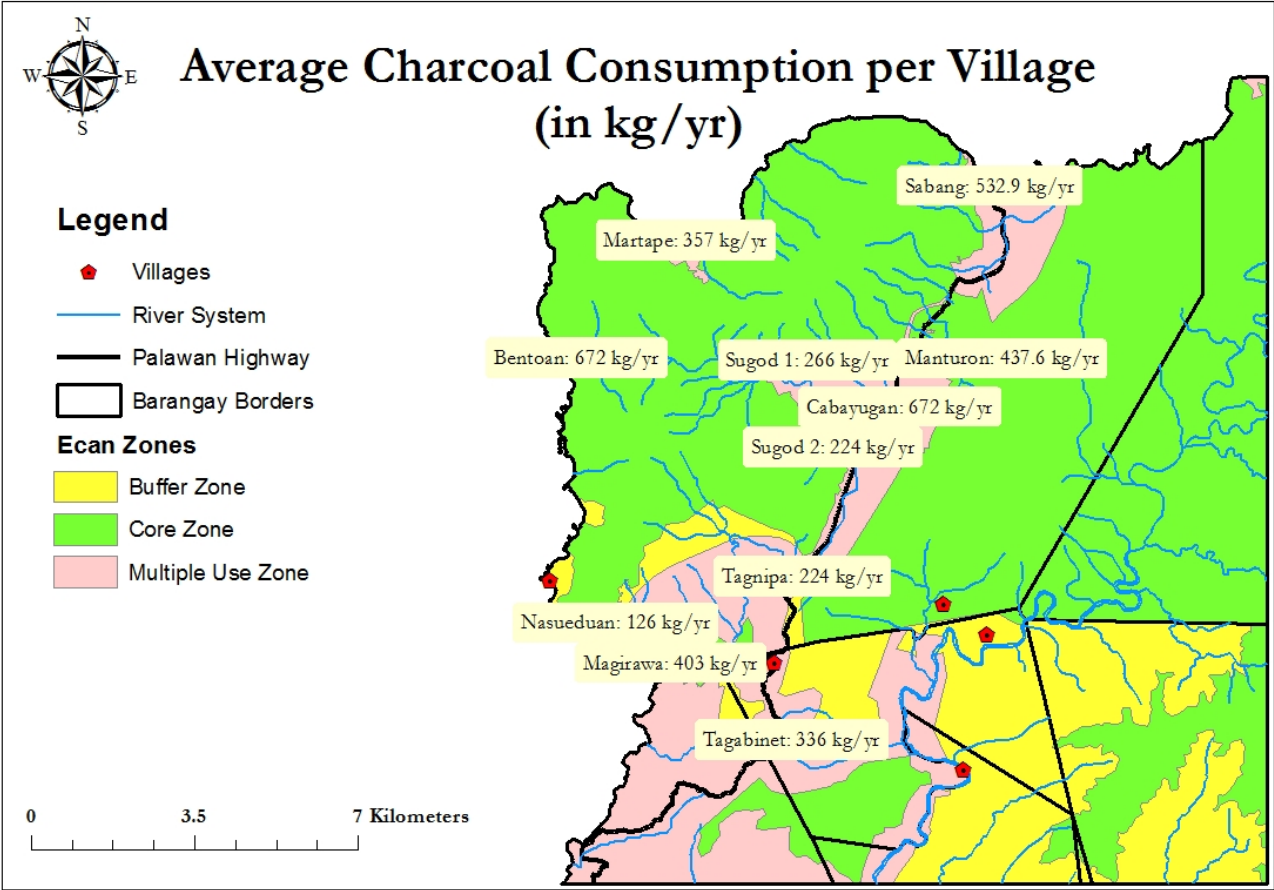 N
W E
S
Average Charcoal Consumption per Village
(in kg/yr)
Legend
Villages
River System
Palawan Highway
Barangay Borders
Ecan Zones
Buffer Zone
Core Zone
Multiple Use Zone
0 3.5 7 Kilometers
Sabang: 532.9 kg/yr
Martape: 357 kg/yr
Bentoan: 672 kg/yr
Sugod 1: 266 kg/yr
Manturon: 437.6 kg/yr
Cabayugan: 672 kg/yr
Sugod 2: 224 kg/yr
Tagnipa: 224 kg/yr
Nasueduan: 126 kg/yr
Magirawa: 403 kg/yr
Tagabinet: 336 kg/yr